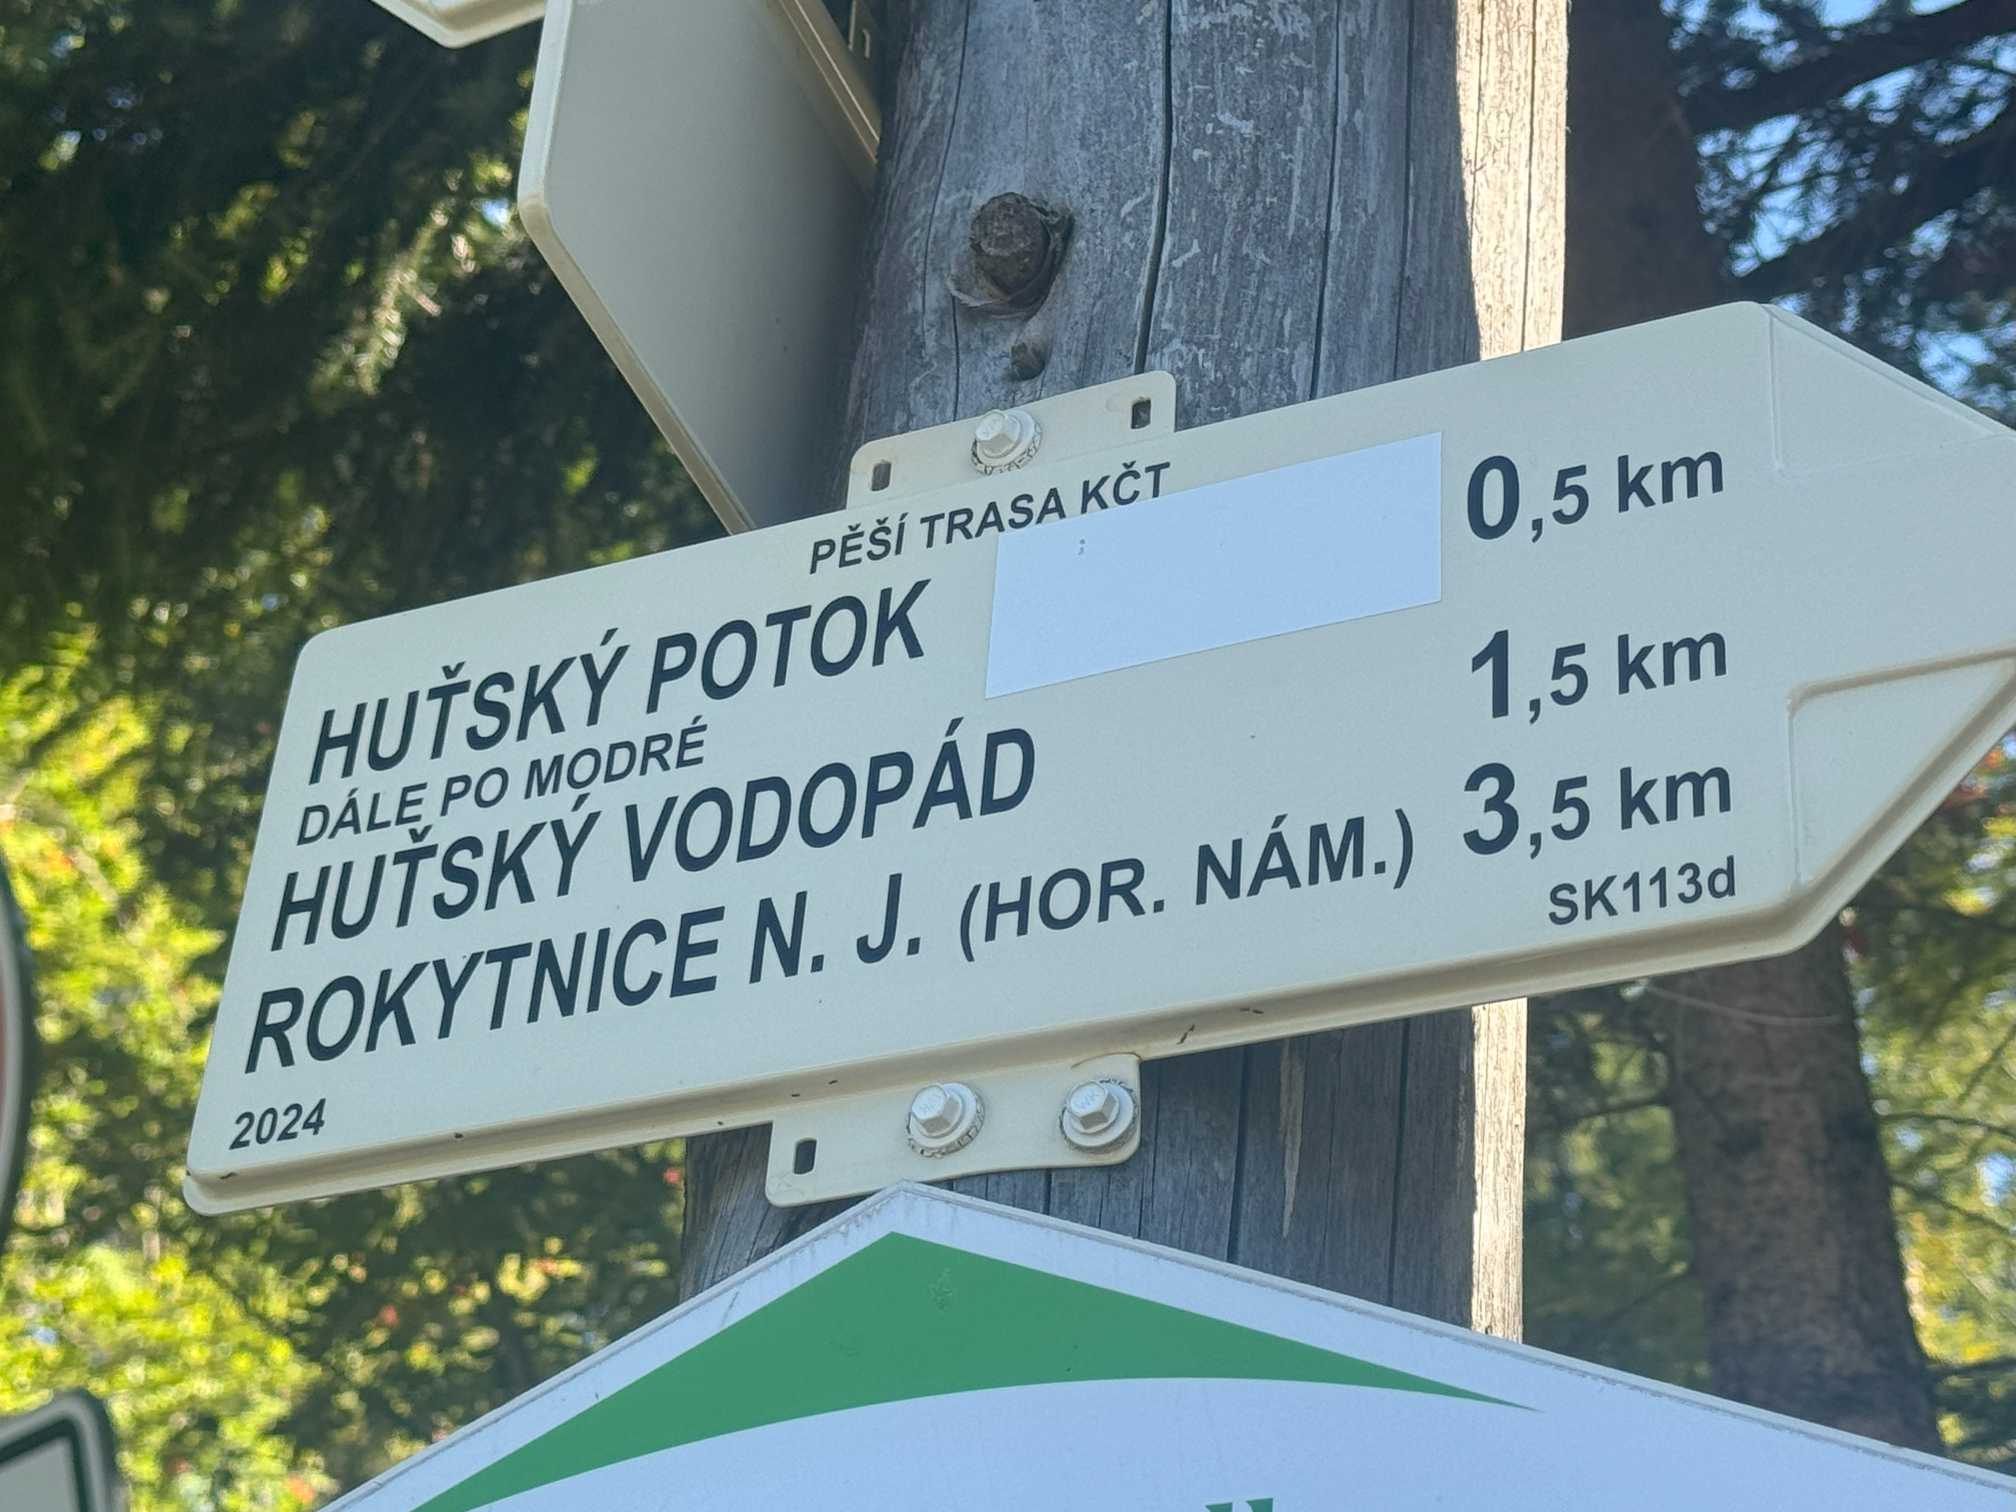 PĚŠÍ TRASA KČT
HUŤSKÝ POTOK 0,5 km
DÁLE PO MODRÉ
HUŤSKÝ VODOPÁD 1,5 km
ROKYTNICE N. J. (HOR. NÁM.) 3,5 km
SK113d
2024